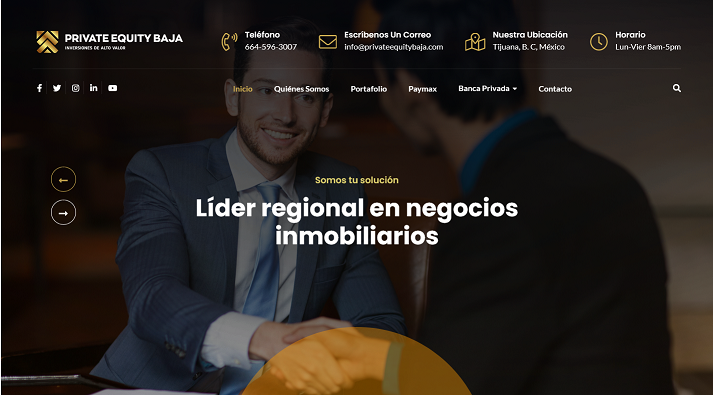 PRIVATE EQUITY BAJA
INVERSIONES DE ALTO VALOR
Teléfono
664-596-3007
Escríbenos Un Correo
info@privateequitybaja.com
Nuestra Ubicación
Tijuana, B. C, México
Horario
Lun-Vier 8am-5pm
Inicio Quiénes Somos Portafolio Paymax Banca Privada Contacto
Somos tu solución
Líder regional en negocios
inmobiliarios